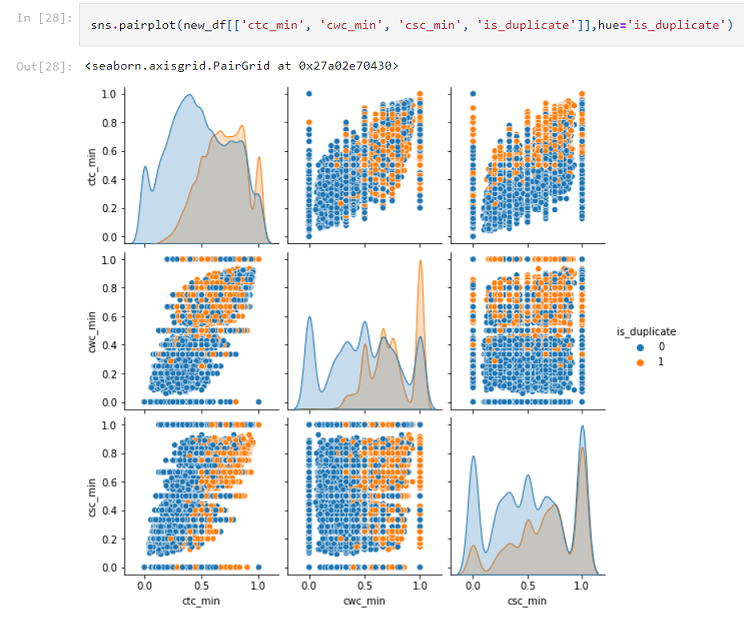 In [28]: sns.pairplot(new_df[['ctc_min', 'cwc_min', 'csc_min', 'is_duplicate']],hue='is_duplicate')
Out[28]: <seaborn.axisgrid.PairGrid at 0x27a02e70430>
1.0
0.8
0.6
0.4
0.2
0.0
ctc_min
1.0
0.8
0.6
0.4
0.2
0.0
cwc_min
is_duplicate
0
1
1.0
0.8
0.6
0.4
0.2
0.0
csc_min
0.0 0.5 1.0 0.0 0.5 1.0 0.0 0.5 1.0
ctc_min cwc_min csc_min